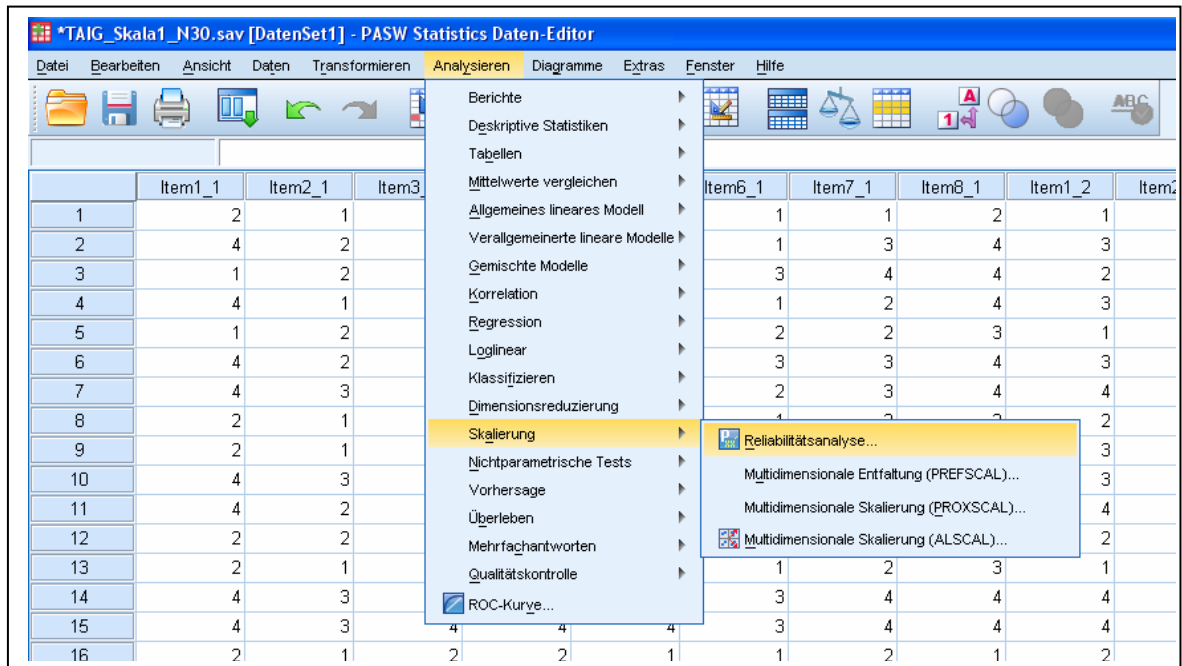 *TAIG_Skala1_N30.sav [DatenSet1] - PASW Statistics Daten-Editor
Datei Bearbeiten Ansicht Daten Transformieren Analysieren Diagramme Extras Fenster Hilfe
A
1
ABC
Berichte
Deskriptive Statistiken
Tabellen
Mittelwerte vergleichen
Allgemeines lineares Modell
Verallgemeinerte lineare Modelle
Gemischte Modelle
Korrelation
Regression
Loglinear
Klassifizieren
Dimensionsreduzierung
Skalierung
Nichtparametrische Tests
Vorhersage
Überleben
Mehrfachantworten
Qualitätskontrolle
ROC-Kurve...
Reliabilitätsanalyse...
Multidimensionale Entfaltung (PREFSCAL)...
Multidimensionale Skalierung (PROXSCAL)...
Multidimensionale Skalierung (ALSCAL)...
Item1_1 Item2_1 Item3_ Item6_1 Item7_1 Item8_1 Item1_2 Item2
1 2 1 1 1 2 1
2 4 2 1 3 4 3
3 1 2 3 4 4 2
4 4 1 1 2 4 3
5 1 2 2 2 3 1
6 4 2 3 3 4 3
7 4 3 2 3 4 4
8 2 1 2
9 2 1 3
10 4 3 3
11 4 2 4
12 2 2 2
13 2 1 1 2 3 1
14 4 3 3 4 4 4
15 4 3 4 4 4 3 4 4 4
16 2 1 2 2 1 1 2 1 2